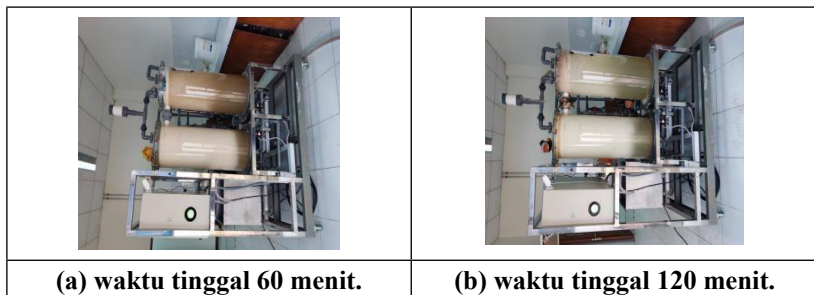 (a) waktu tinggal 60 menit.
(b) waktu tinggal 120 menit.